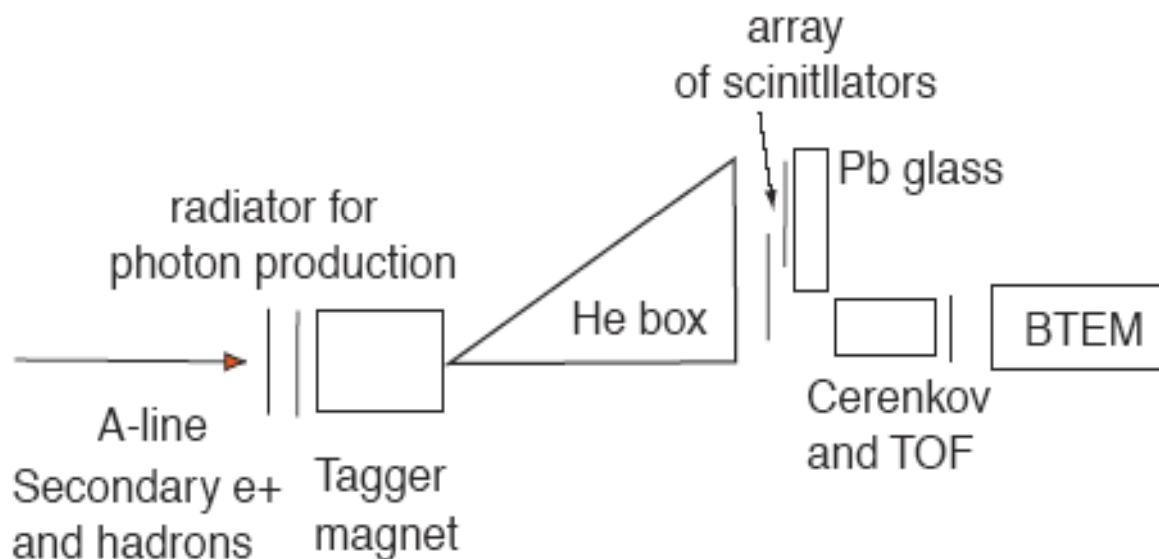 array
of scinitllators
Pb glass
radiator for
photon production
He box
BTEM
A-line
Secondary e+
and hadrons
Tagger
magnet
Cerenkov
and TOF